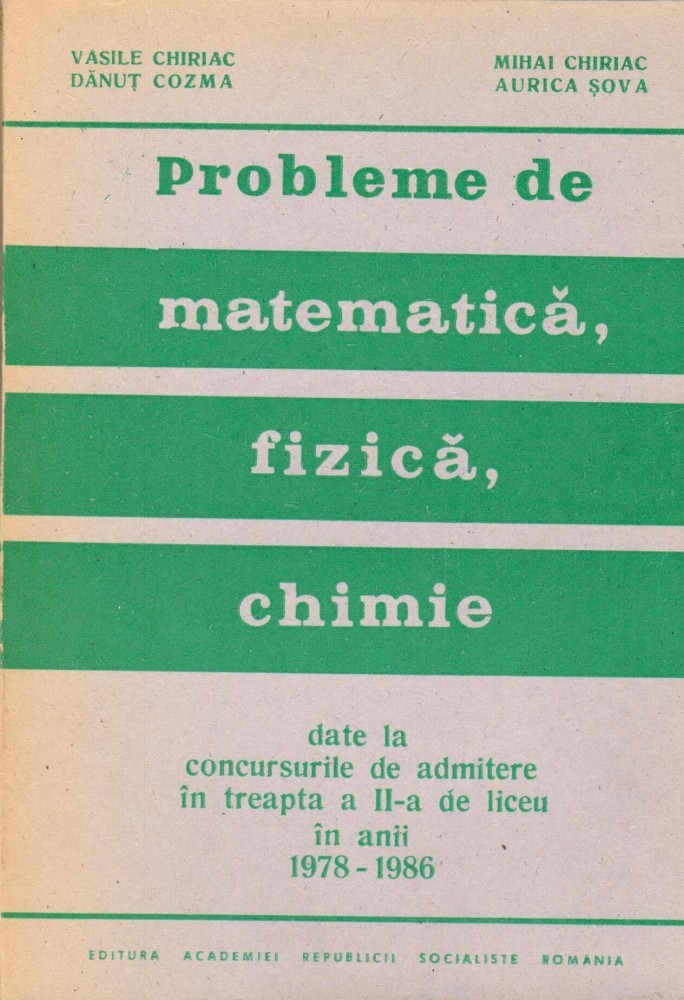 VASILE CHIRIAC
DĂNUȚ COZMA
MIHAI CHIRIAC
AURICA ȘOVA
Probleme de
matematică,
fizică,
chimie
date la
concursurile de admitere
în treapta a II-a de liceu
în anii
1978 - 1986
EDITURA ACADEMIEI REPUBLICII SOCIALISTE ROMANIA